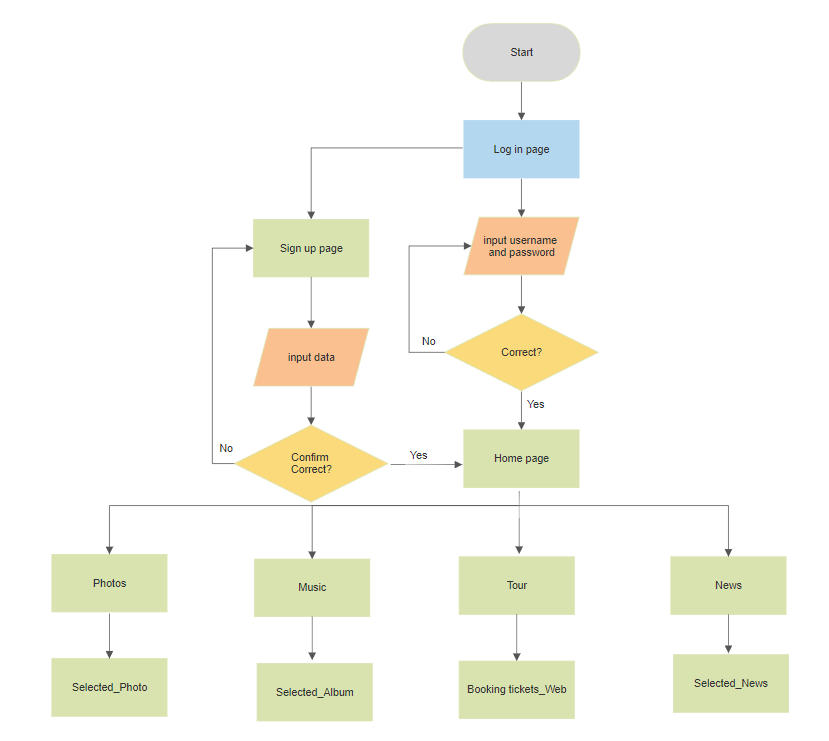 Start
Log in page
Sign up page
input username
and password
No
Correct?
input data
Yes
No
Confirm
Correct?
Yes
Home page
Photos
Music
Tour
News
Selected_Photo
Selected_Album
Booking tickets_Web
Selected_News